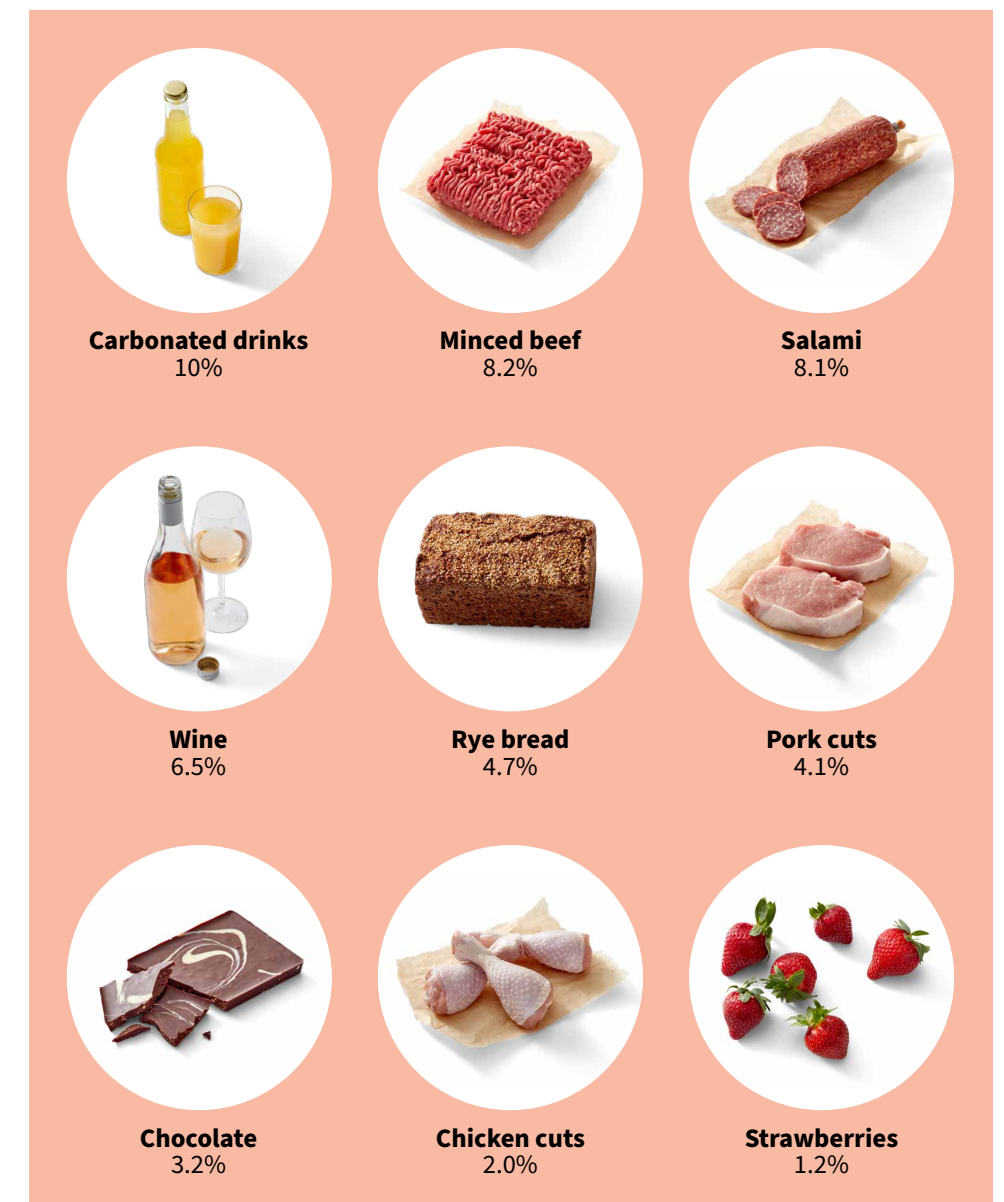 Carbonated drinks
10%
Minced beef
8.2%
Salami
8.1%
Wine
6.5%
Rye bread
4.7%
Pork cuts
4.1%
Chocolate
3.2%
Chicken cuts
2.0%
Strawberries
1.2%